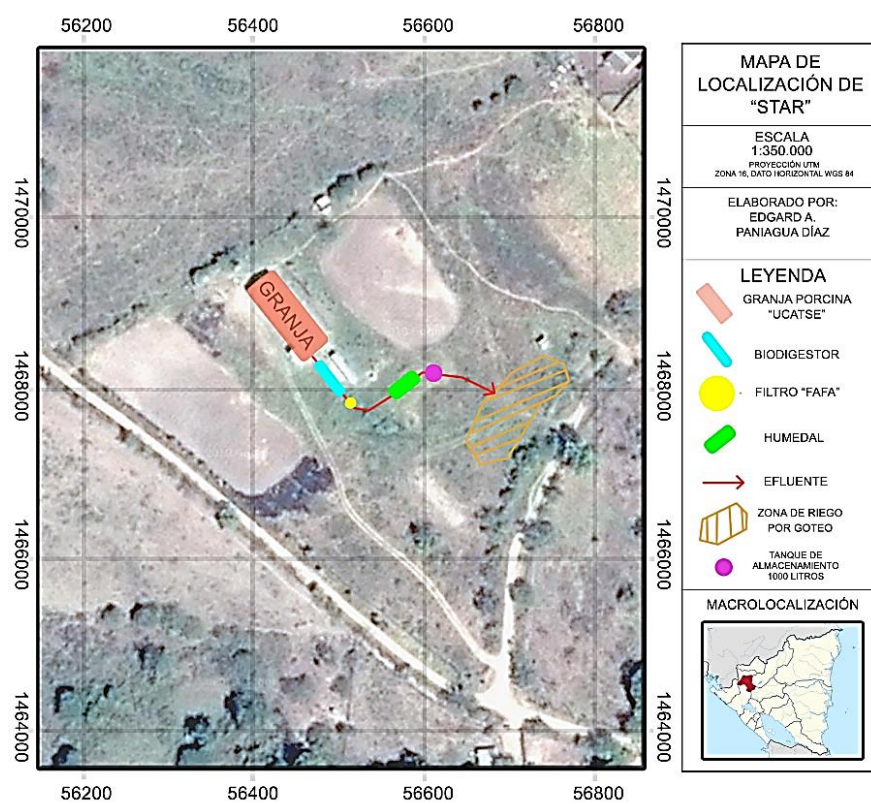 56200 56400 56600 56800
1470000
1468000
1466000
1464000
GRANJA
1470000
1468000
1466000
1464000
56200 56400 56600 56800
MAPA DE
LOCALIZACIÓN DE
“STAR”
ESCALA
1:350.000
PROYECCIÓN UTM
ZONA 16, DATO HORIZONTAL WGS 84
ELABORADO POR:
EDGARD A.
PANIAGUA DÍAZ
LEYENDA
GRANJA PORCINA
“UCATSE”
BIODIGESTOR
FILTRO “FAFA”
HUMEDAL
EFLUENTE
ZONA DE RIEGO
POR GOTEO
TANQUE DE
ALMACENAMIENTO
1000 LITROS
MACROLOCALIZACIÓN